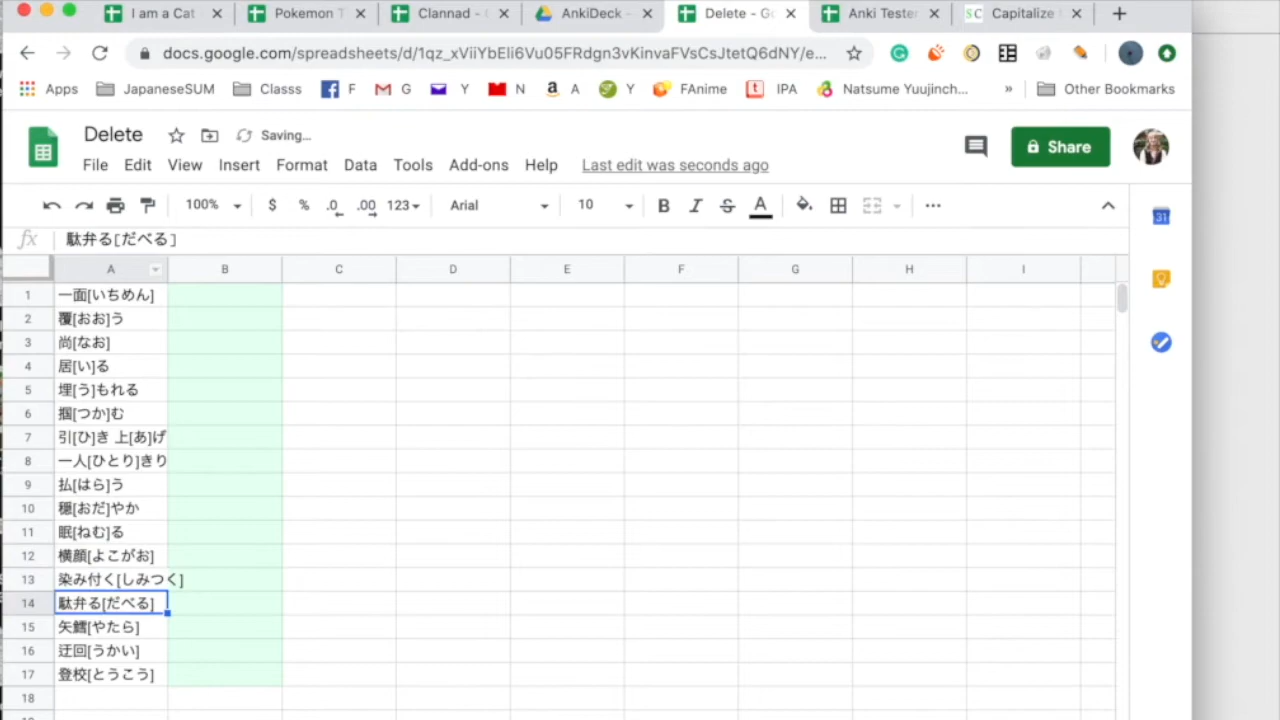 I am a Cat
Pokemon T
Clannad -
AnkiDeck -
Delete - Go
Anki Tester
SC Capitalize
docs.google.com/spreadsheets/d/1qz_xViiYbEli6Vu05FRdgn3vKinvaFVsCsJtetQ6dNY/e...
Apps JapaneseSUM Classs F G Y N A Y FAnime IPA Natsume Yuujinch... » Other Bookmarks
Delete Saving...
File Edit View Insert Format Data Tools Add-ons Help Last edit was seconds ago
Share
100% $ % .0 .00 123 Arial 10 B I S A ...
31
fx 駄弁る[だべる]
A B C D E F G H I
1 一面[いちめん]
2 覆[おお]う
3 尚[なお]
4 居[い]る
5 埋[う]もれる
6 掴[つか]む
7 引[ひ]き 上[あ]げ
8 一人[ひとり]きり
9 払[はら]う
10 穏[おだ]やか
11 眠[ねむ]る
12 横顔[よこがお]
13 染み付く[しみつく]
14 駄弁る[だべる]
15 矢鱈[やたら]
16 迂回[うかい]
17 登校[とうこう]
18